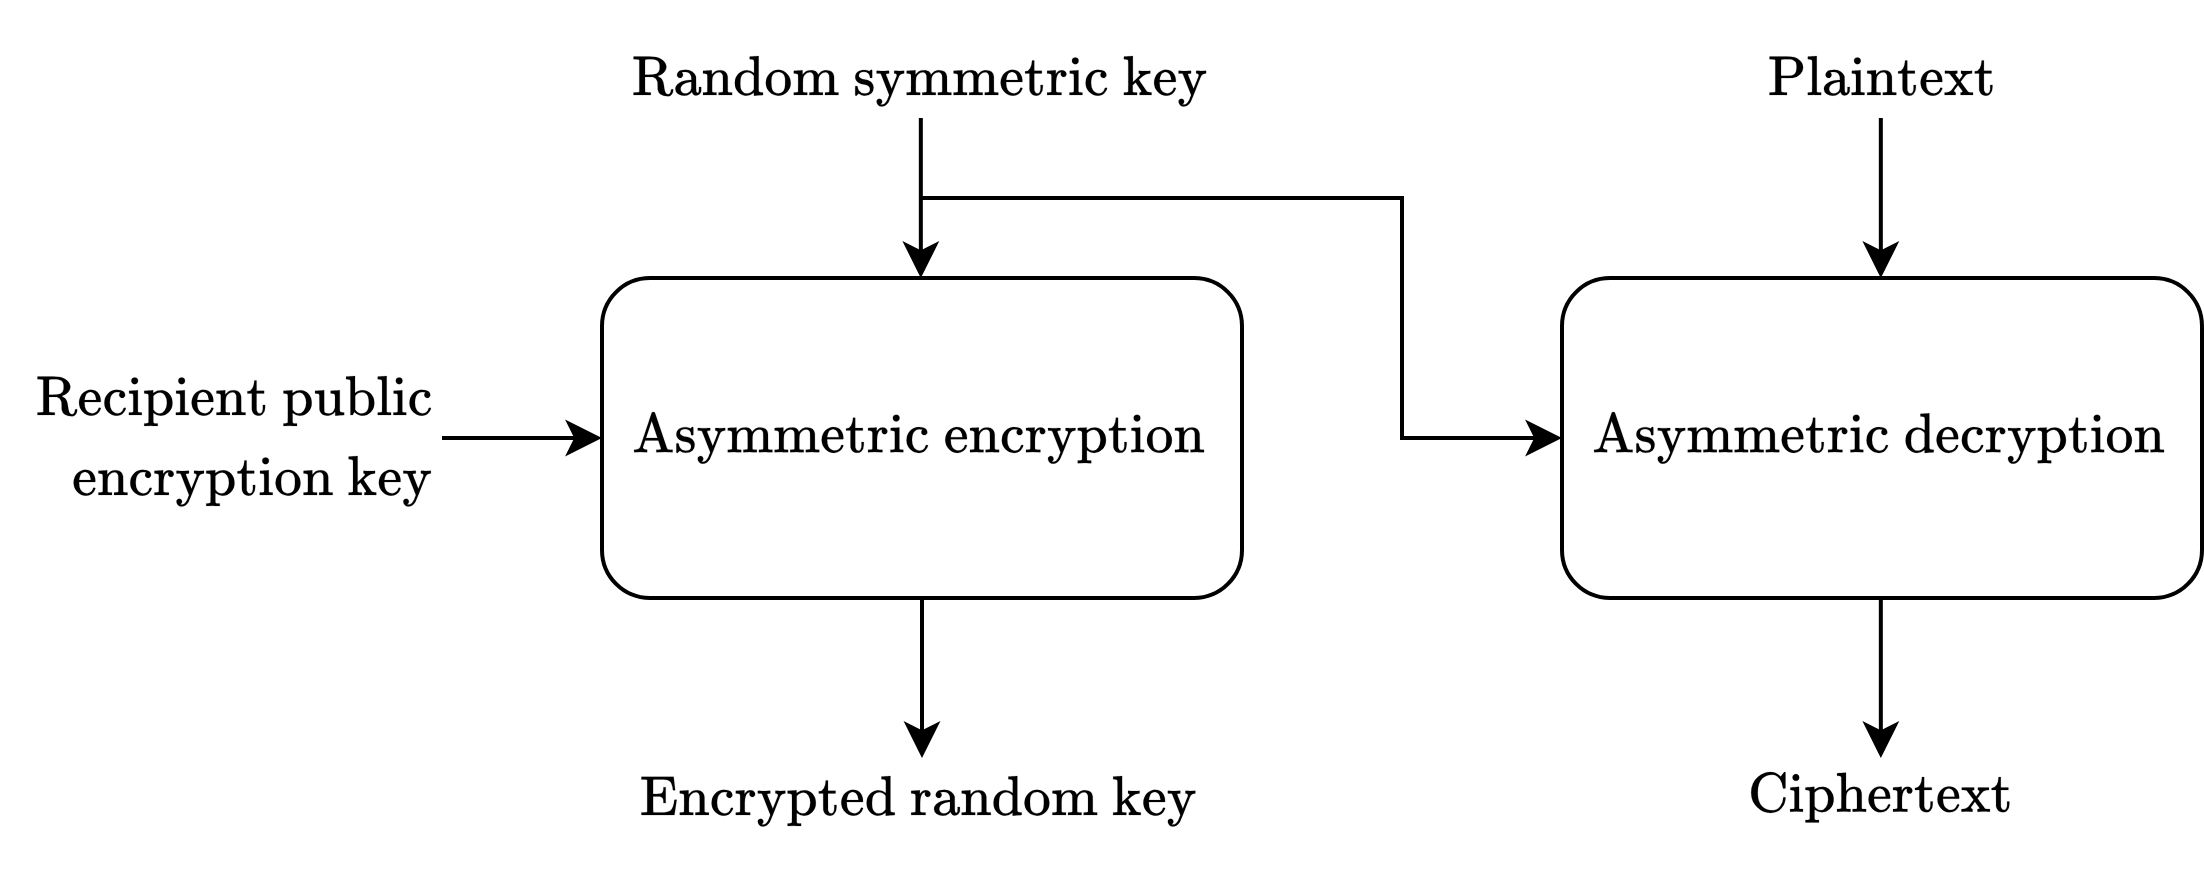 Random symmetric key
Plaintext
Recipient public
encryption key
Asymmetric encryption
Asymmetric decryption
Encrypted random key
Ciphertext